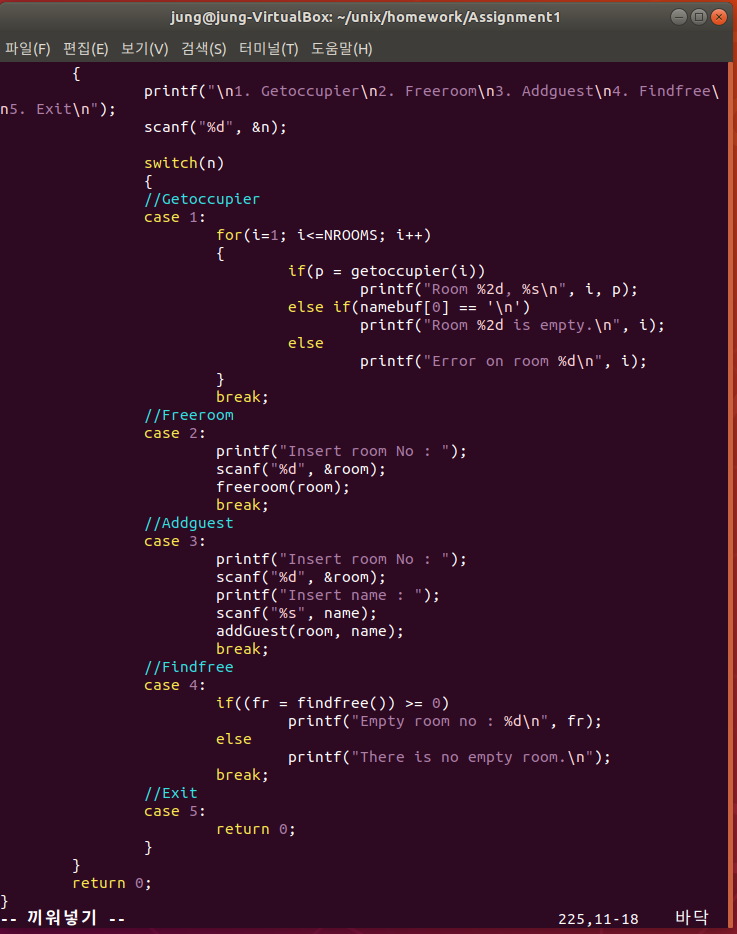 jung@jung-VirtualBox: ~/unix/homework/Assignment1
파일(F) 편집(E) 보기(V) 검색(S) 터미널(T) 도움말(H)
{
printf("\n1. Getoccupier\n2. Freeroom\n3. Addguest\n4. Findfree\
n5. Exit\n");
scanf("%d", &n);
switch(n)
{
//Getoccupier
case 1:
for(i=1; i<=NROOMS; i++)
{
if(p = getoccupier(i))
printf("Room %2d, %s\n", i, p);
else if(namebuf[0] == '\n')
printf("Room %2d is empty.\n", i);
else
printf("Error on room %d\n", i);
}
break;
//Freeroom
case 2:
printf("Insert room No : ");
scanf("%d", &room);
freeroom(room);
break;
//Addguest
case 3:
printf("Insert room No : ");
scanf("%d", &room);
printf("Insert name : ");
scanf("%s", name);
addGuest(room, name);
break;
//Findfree
case 4:
if((fr = findfree()) >= 0)
printf("Empty room no : %d\n", fr);
else
printf("There is no empty room.\n");
break;
//Exit
case 5:
return 0;
}
}
return 0;
}
-- 끼워넣기 -- 225,11-18 바닥